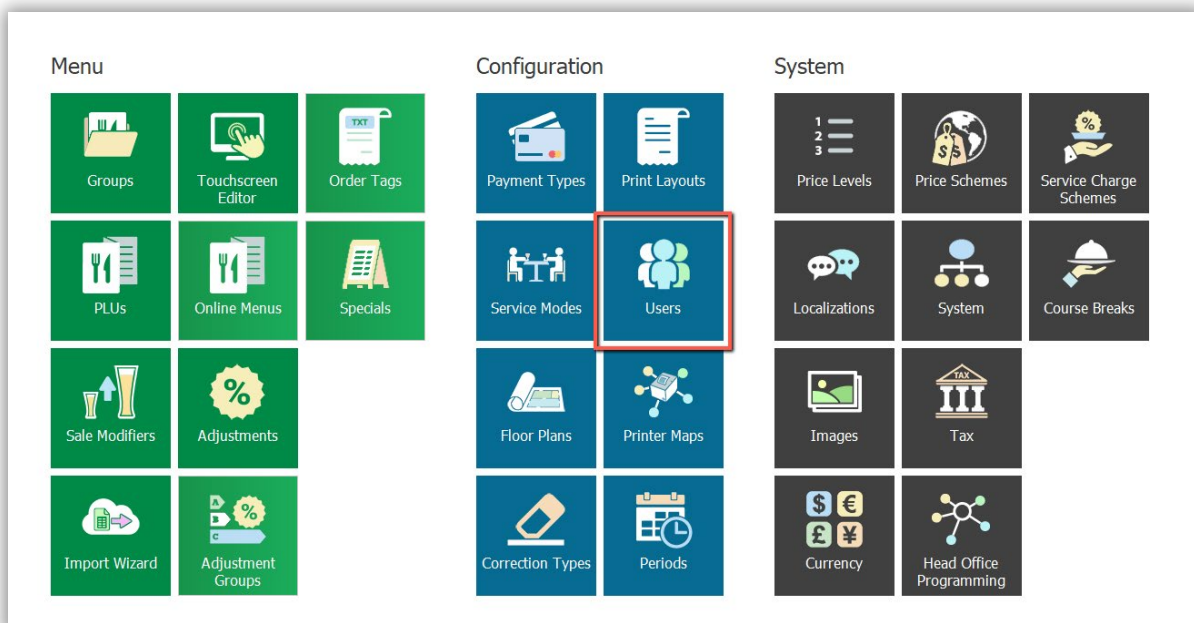 Menu
Configuration
System
Groups
Touchscreen
Editor
TXT
Order Tags
Payment Types
Print Layouts
1
2
3
Price Levels
$ $
Price Schemes
%
Service Charge
Schemes
PLUs
Online Menus
Specials
Service Modes
Users
Localizations
System
Course Breaks
Sale Modifiers
%
Adjustments
Floor Plans
Printer Maps
Images
TAX
Tax
Import Wizard
A
B
C
%
Adjustment
Groups
Correction Types
Periods
$ €
£ ¥
Currency
Head Office
Programming